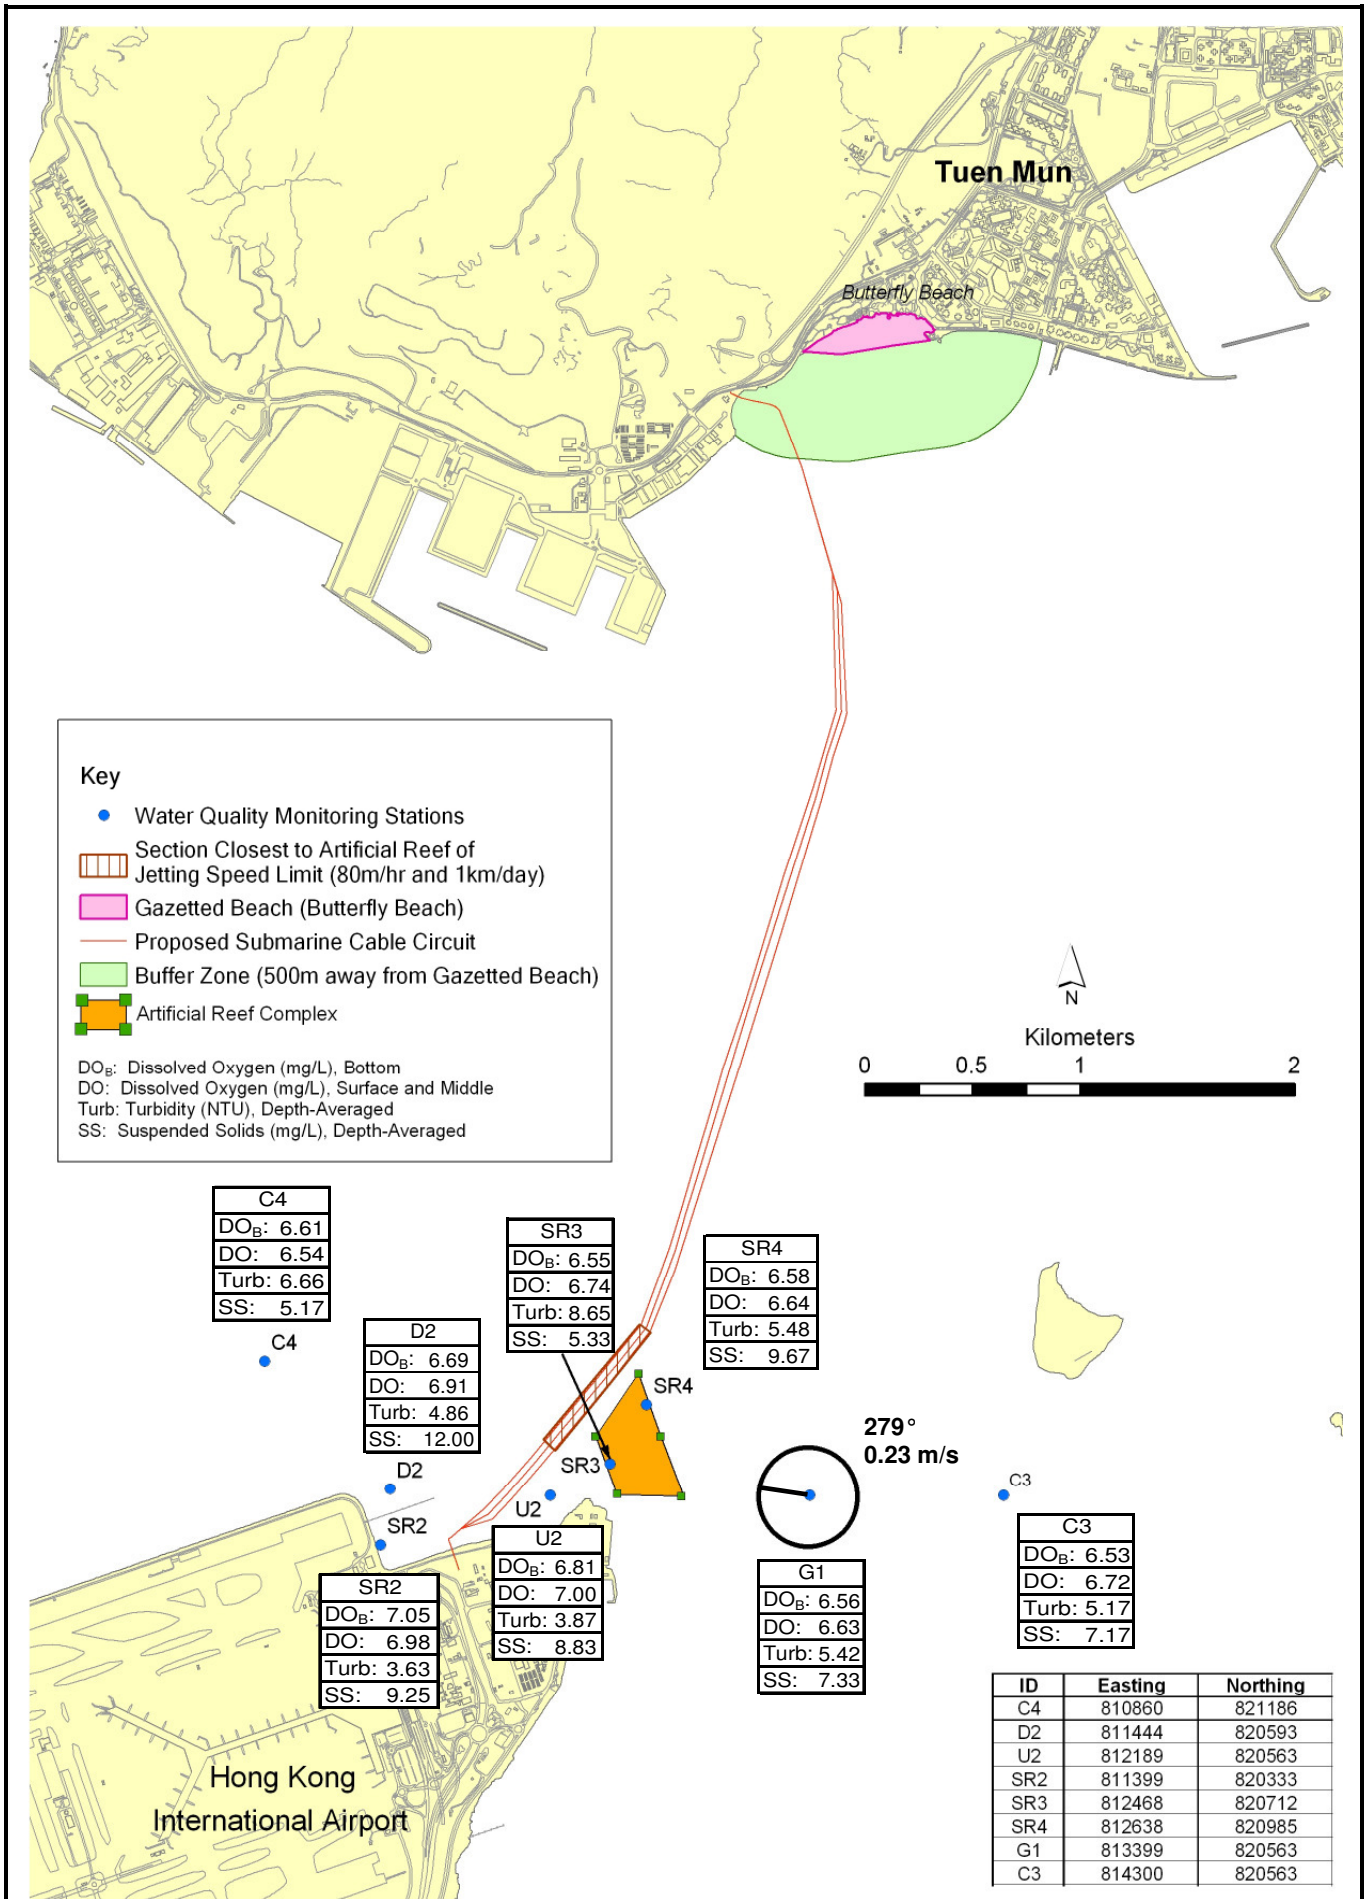 Tuen Mun
Butterfly Beach
Key
Water Quality Monitoring Stations
Section Closest to Artificial Reef of
Jetting Speed Limit (80m/hr and 1km/day)
Gazetted Beach (Butterfly Beach)
Proposed Submarine Cable Circuit
Buffer Zone (500m away from Gazetted Beach)
Artificial Reef Complex
DOB: Dissolved Oxygen (mg/L), Bottom
DO: Dissolved Oxygen (mg/L), Surface and Middle
Turb: Turbidity (NTU), Depth-Averaged
SS: Suspended Solids (mg/L), Depth-Averaged
N
Kilometers
0 0.5 1 2
C4
DOB: 6.61
DO: 6.54
Turb: 6.66
SS: 5.17
C4
SR3
DOB: 6.55
DO: 6.74
Turb: 8.65
SS: 5.33
SR4
DOB: 6.58
DO: 6.64
Turb: 5.48
SS: 9.67
D2
DOB: 6.69
DO: 6.91
Turb: 4.86
SS: 12.00
SR4
279°
0.23 m/s
SR3
D2
C3
U2
SR2
U2
DOB: 6.81
DO: 7.00
Turb: 3.87
SS: 8.83
C3
DOB: 6.53
DO: 6.72
Turb: 5.17
SS: 7.17
G1
DOB: 6.56
DO: 6.63
Turb: 5.42
SS: 7.33
SR2
DOB: 7.05
DO: 6.98
Turb: 3.63
SS: 9.25
Hong Kong
International Airport
ID Easting Northing
C4 810860 821186
D2 811444 820593
U2 812189 820563
SR2 811399 820333
SR3 812468 820712
SR4 812638 820985
G1 813399 820563
C3 814300 820563